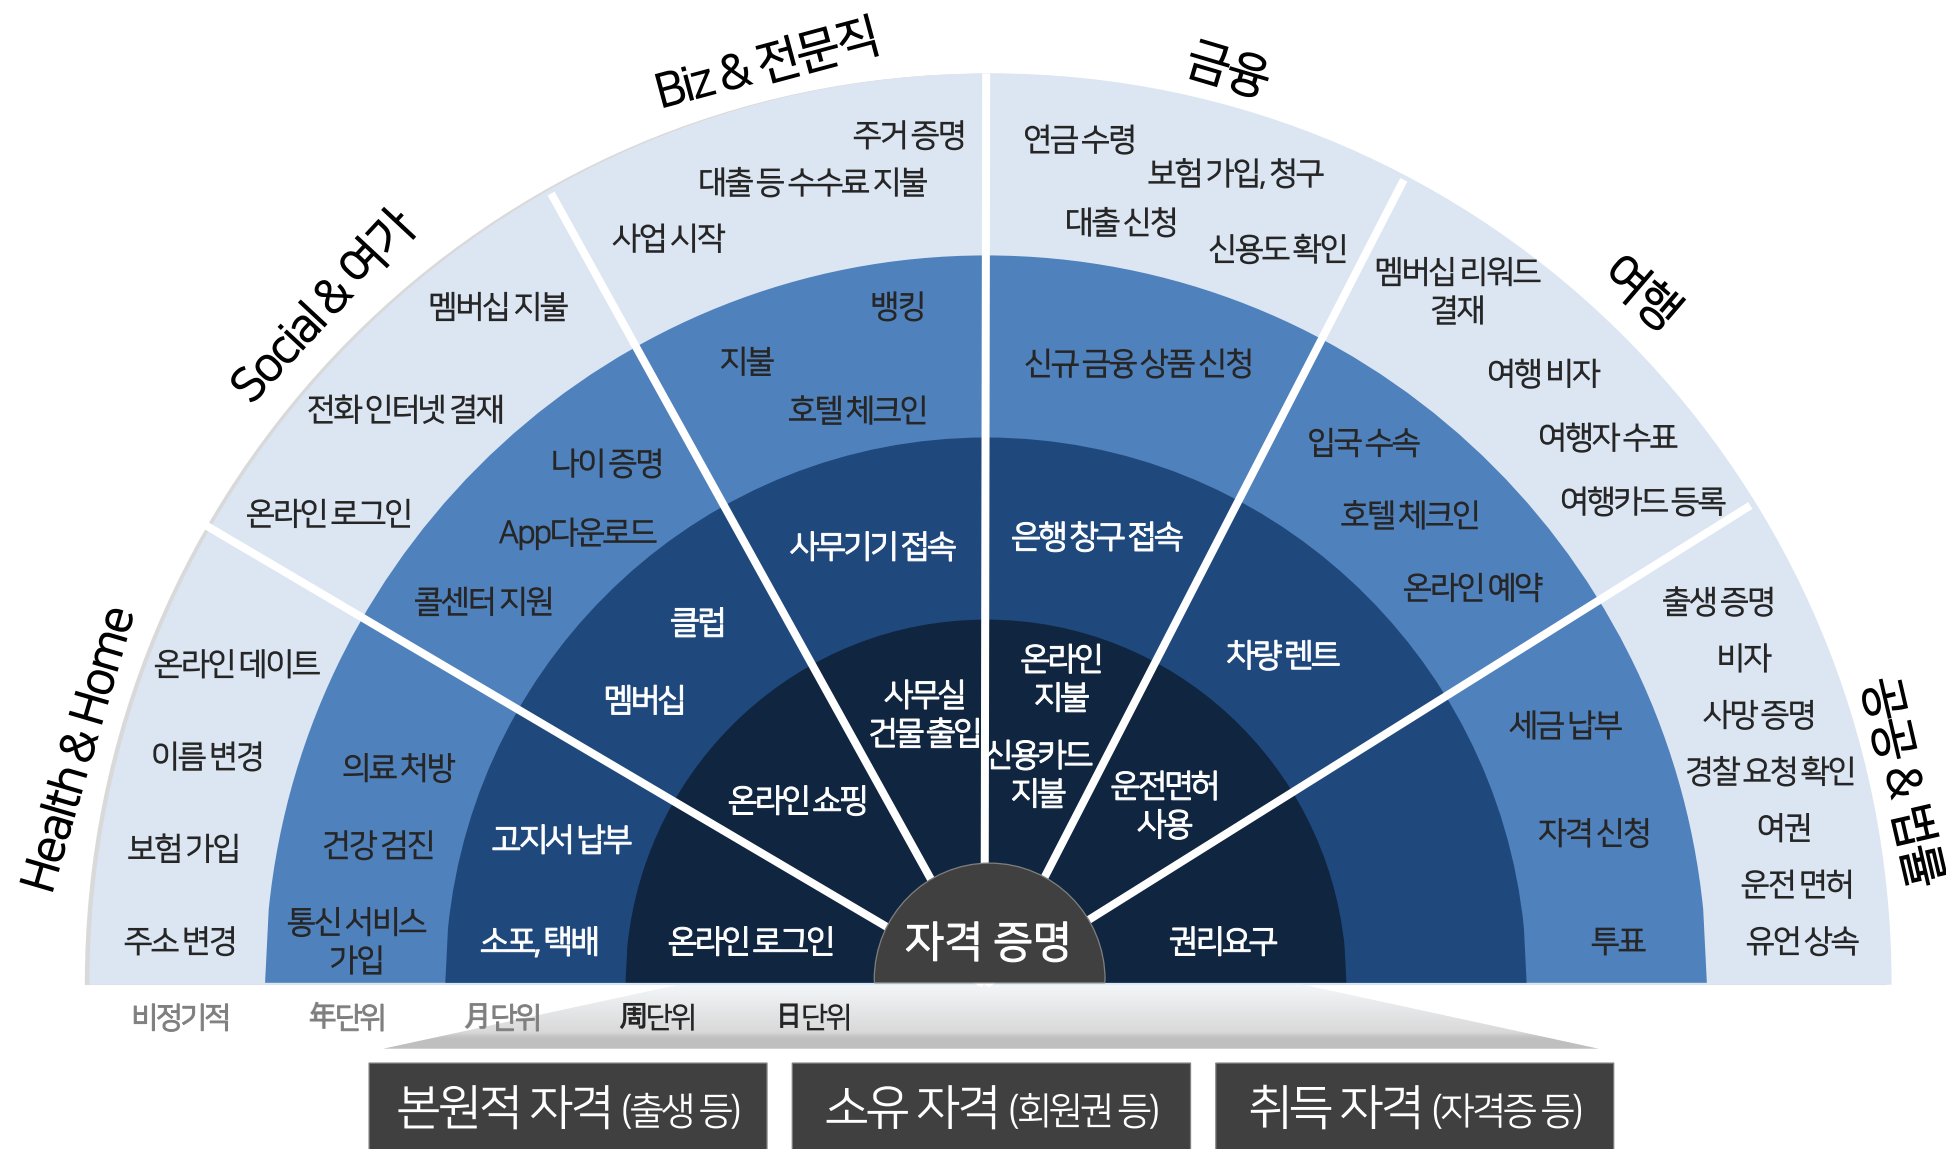 Biz & 전문직
금융
Social & 여가
여행
Health & Home
공공 & 법률
주거 증명
대출 등 수수료 지불
사업 시작
뱅킹
지불
호텔 체크인
사무기기 접속
사무실
건물 출입
연금 수령
보험 가입, 청구
대출 신청
신용도 확인
신규 금융 상품 신청
은행 창구 접속
온라인
지불
신용카드
지불
멤버십 지불
전화 인터넷 결재
온라인 로그인
나이 증명
App다운로드
콜센터 지원
클럽
멤버십
온라인 쇼핑
멤버십 리워드
결재
여행 비자
여행자 수표
여행카드 등록
입국 수속
호텔 체크인
온라인 예약
차량 렌트
운전면허
사용
온라인 데이트
이름 변경
보험 가입
주소 변경
의료 처방
건강 검진
통신 서비스
가입
고지서 납부
소포, 택배
온라인 로그인
출생 증명
비자
사망 증명
경찰 요청 확인
여권
운전 면허
유언 상속
세금 납부
자격 신청
투표
권리요구
자격 증명
비정기적
年단위
月단위
周단위
日단위
본원적 자격 (출생 등)
소유 자격 (회원권 등)
취득 자격 (자격증 등)